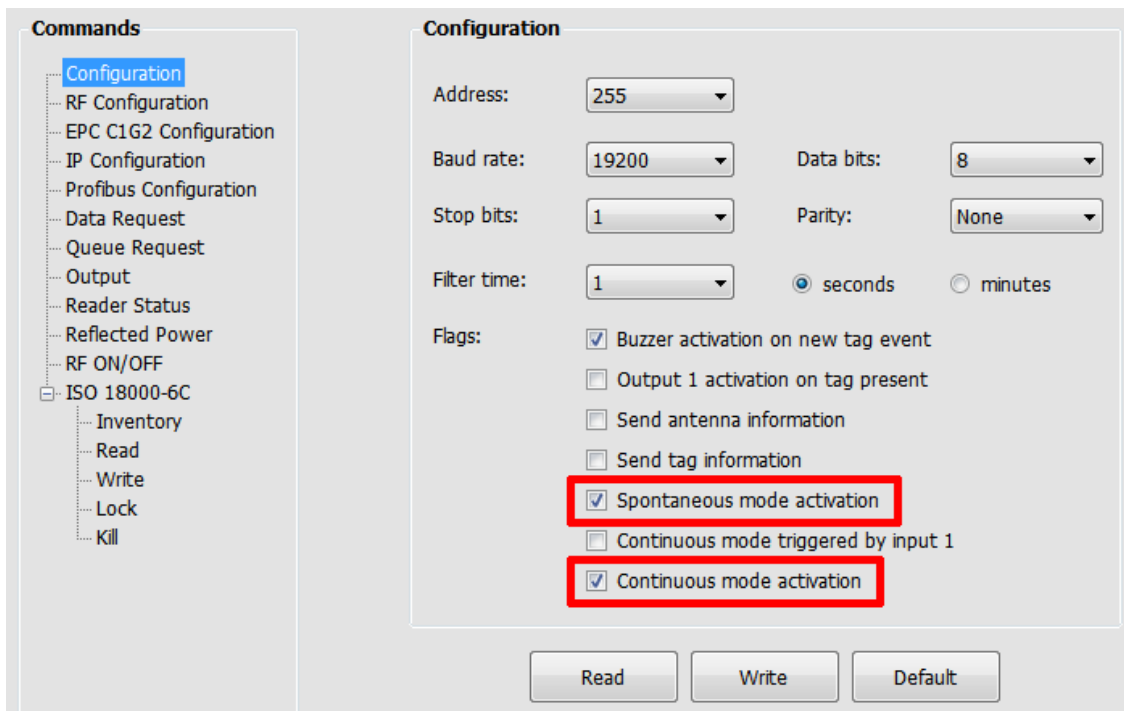 Commands
Configuration
RF Configuration
EPC C1G2 Configuration
IP Configuration
Profibus Configuration
Data Request
Queue Request
Output
Reader Status
Reflected Power
RF ON/OFF
ISO 18000-6C
Inventory
Read
Write
Lock
Kill
Configuration
Address: 255
Baud rate: 19200 Data bits: 8
Stop bits: 1 Parity: None
Filter time: 1 seconds minutes
Flags: Buzzer activation on new tag event
Output 1 activation on tag present
Send antenna information
Send tag information
Spontaneous mode activation
Continuous mode triggered by input 1
Continuous mode activation
Read Write Default